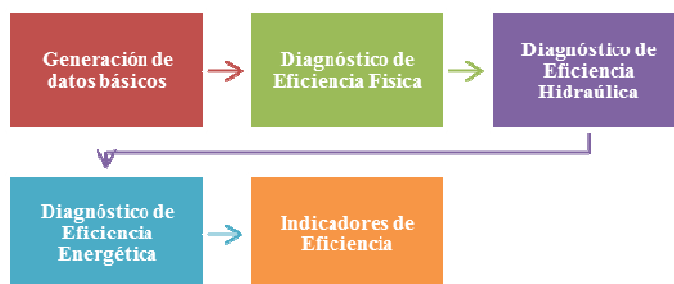 Generación de
datos básicos
Diagnóstico de
Eficiencia Física
Diagnóstico de
Eficiencia
Hidraúlica
Diagnóstico de
Eficiencia
Energética
Indicadores de
Eficiencia